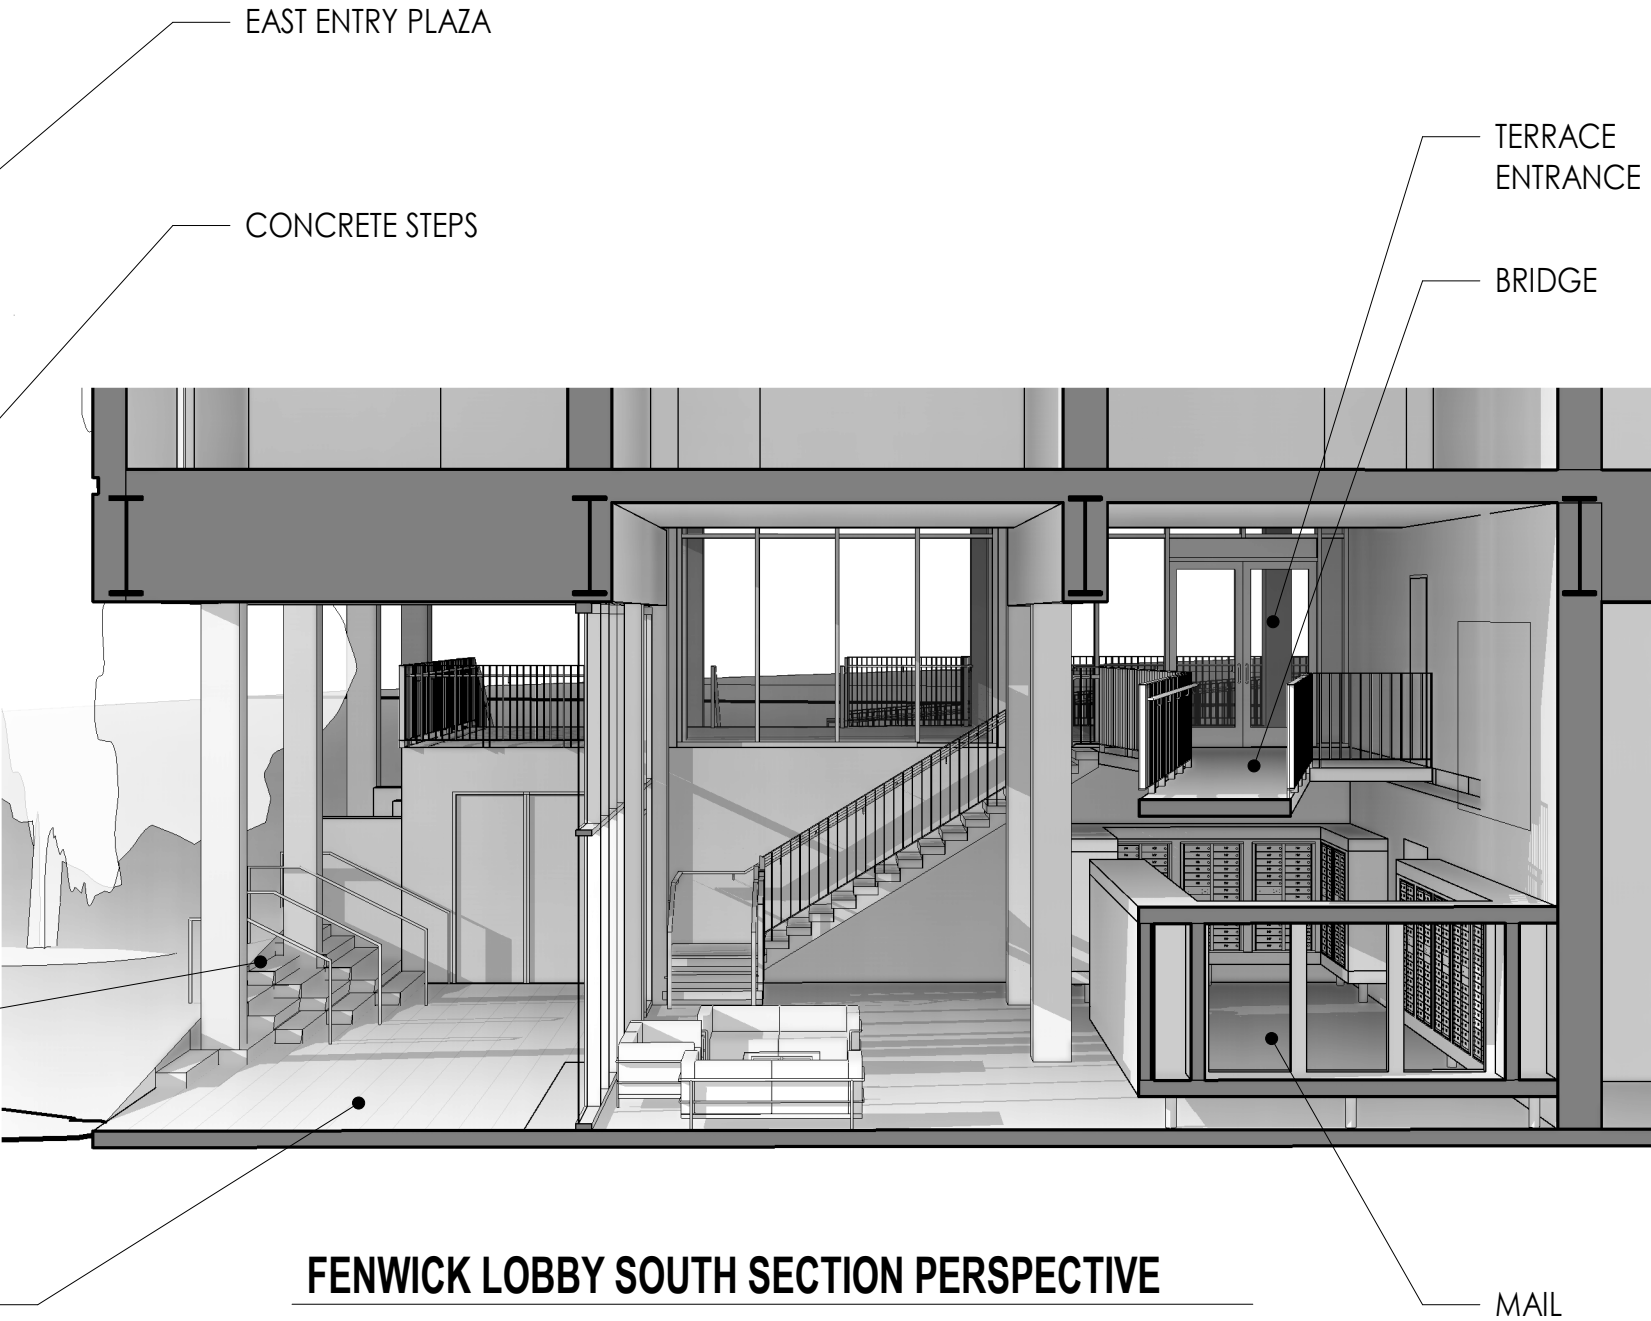 EAST ENTRY PLAZA
TERRACE
ENTRANCE
CONCRETE STEPS
BRIDGE
FENWICK LOBBY SOUTH SECTION PERSPECTIVE
MAIL